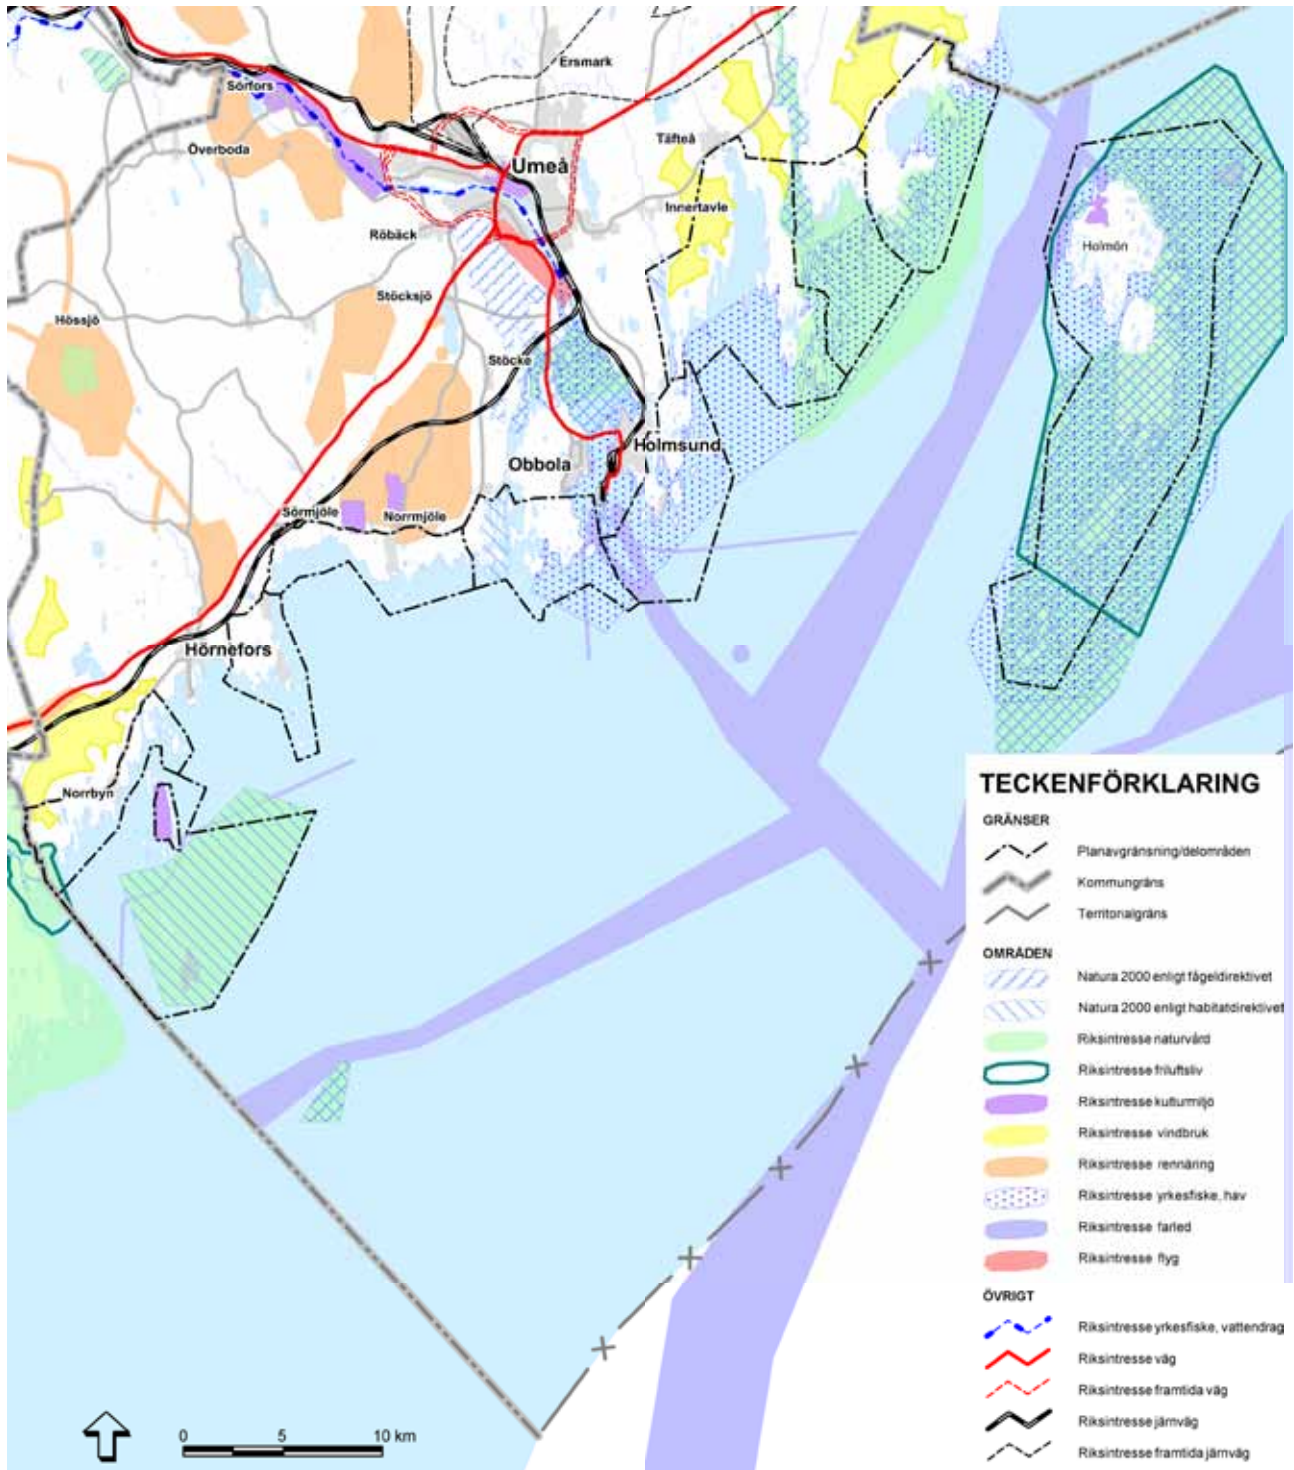 Ersmark
Sörfors
Täfteå
Överboda
Umeå
Innertavle
Röbäck
Holmön
Stöcksjö
Hössjö
Stöcke
Holmsund
Obbola
Sörmjöle
Norrmjöle
Hörnefors
Norrbyn
TECKENFÖRKLARING
GRÄNSER
Planavgränsning/delområden
Kommungräns
Territorialgräns
OMRÅDEN
Natura 2000 enligt fågeldirektivet
Natura 2000 enligt habitatdirektivet
Riksintresse naturvård
Riksintresse friluftsliv
Riksintresse kulturmiljö
Riksintresse vindbruk
Riksintresse rennäring
Riksintresse yrkesfiske, hav
Riksintresse farled
Riksintresse flyg
ÖVRIGT
Riksintresse yrkesfiske, vattendrag
Riksintresse väg
Riksintresse framtida väg
Riksintresse järnväg
Riksintresse framtida järnväg
0 5 10 km